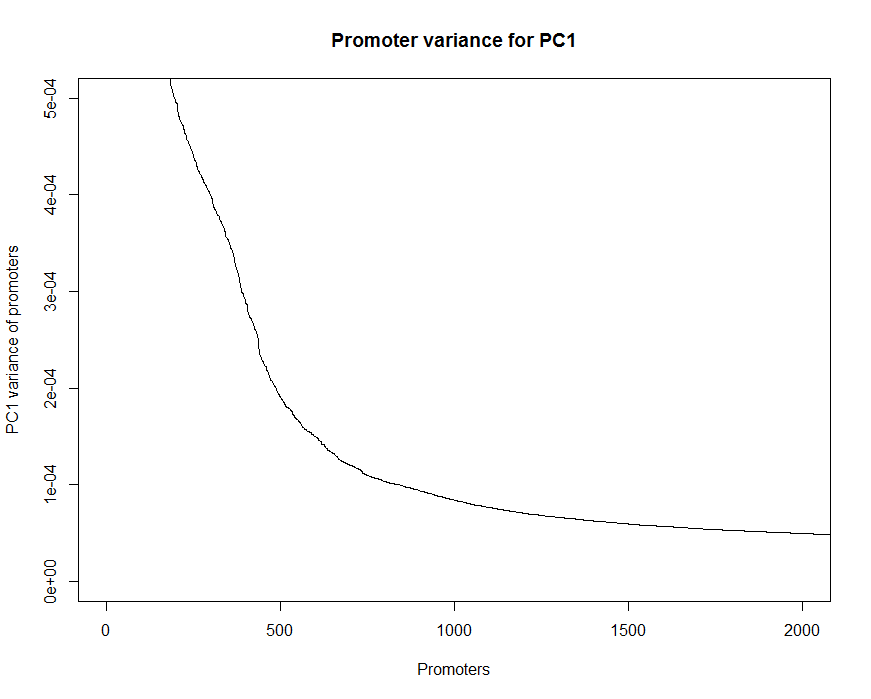 Promoter variance for PC1
PC1 variance of promoters
5e-04
4e-04
3e-04
2e-04
1e-04
0e+00
0 500 1000 1500 2000
Promoters